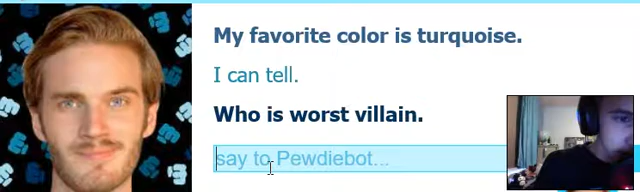 My favorite color is turquoise.
I can tell.
Who is worst villain.
say to Pewdiebot...